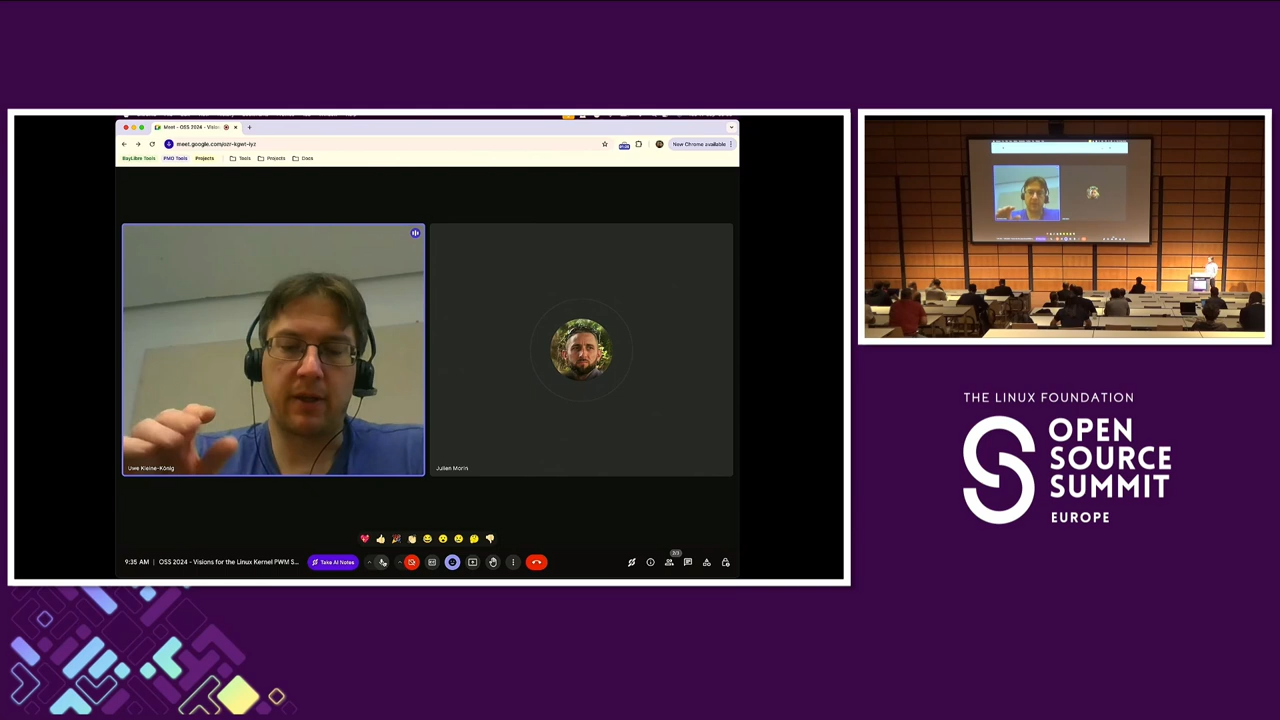 Meet - OSS 2024 - Vision
meet.google.com/ozr-kgwt-iyz
New Chrome available
BayLibre Tools
PMO Tools
Projects
Tools
Projects
Docs
Uwe Kleine-König
Julien Morin
9:35 AM | OSS 2024 - Visions for the Linux Kernel PWM S...
Take AI Notes
THE LINUX FOUNDATION
OPEN
SOURCE
SUMMIT
EUROPE